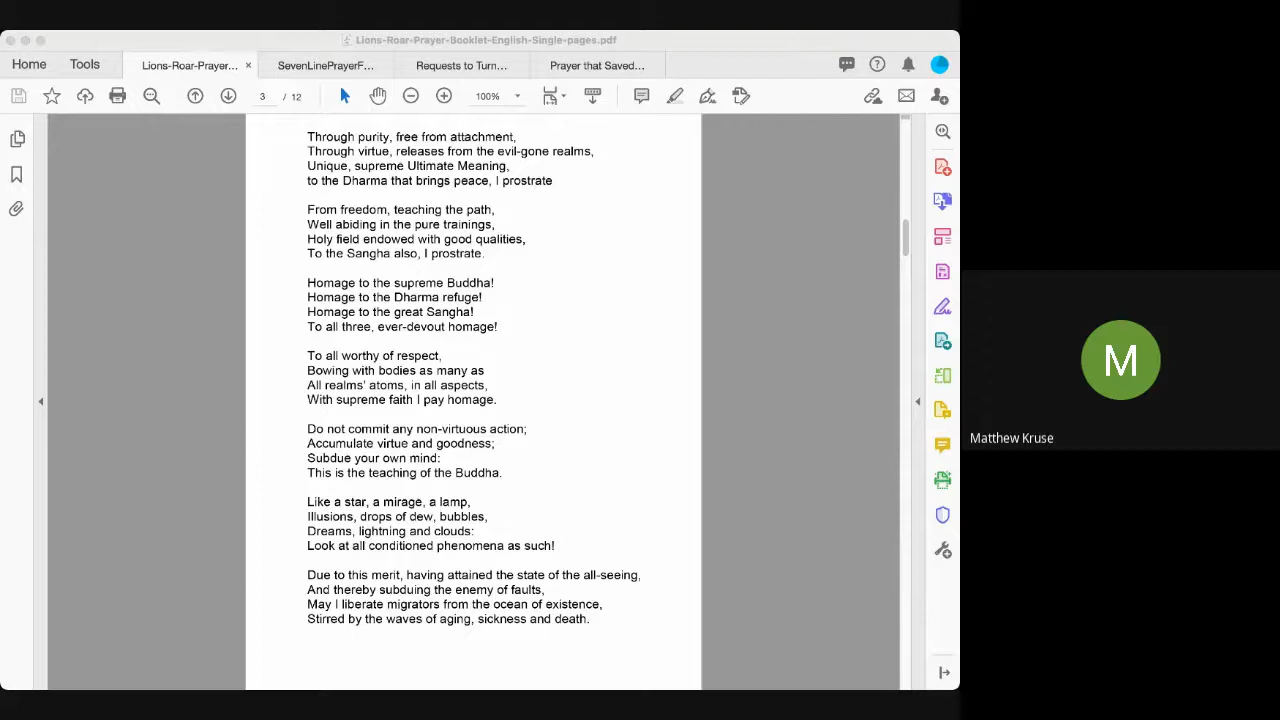 Lions-Roar-Prayer-Booklet-English-Single-pages.pdf
Home
Tools
Lions-Roar-Prayer... ×
SevenLinePrayerF...
Requests to Turn...
Prayer that Saved...
3 / 12
100%
Through purity, free from attachment,
Through virtue, releases from the evil-gone realms,
Unique, supreme Ultimate Meaning,
to the Dharma that brings peace, I prostrate
From freedom, teaching the path,
Well abiding in the pure trainings,
Holy field endowed with good qualities,
To the Sangha also, I prostrate.
Homage to the supreme Buddha!
Homage to the Dharma refuge!
Homage to the great Sangha!
To all three, ever-devout homage!
To all worthy of respect,
Bowing with bodies as many as
All realms' atoms, in all aspects,
With supreme faith I pay homage.
Do not commit any non-virtuous action;
Accumulate virtue and goodness;
Subdue your own mind:
This is the teaching of the Buddha.
Like a star, a mirage, a lamp,
Illusions, drops of dew, bubbles,
Dreams, lightning and clouds:
Look at all conditioned phenomena as such!
Due to this merit, having attained the state of the all-seeing,
And thereby subduing the enemy of faults,
May I liberate migrators from the ocean of existence,
Stirred by the waves of aging, sickness and death.
M
Matthew Kruse